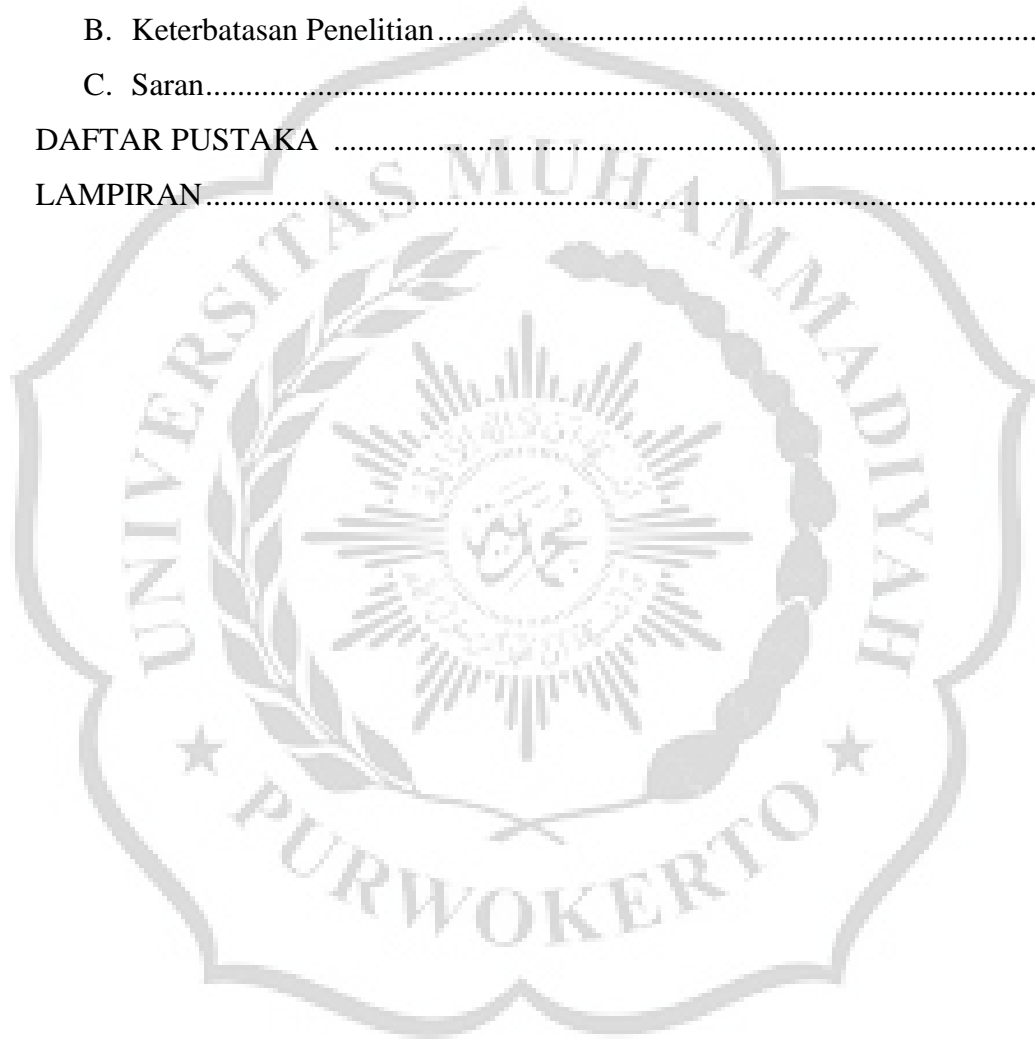 B. Keterbatasan Penelitian..........................................................................
C. Saran.......................................................................................................
DAFTAR PUSTAKA ........................................................................................
LAMPIRAN........................................................................................................
UNIVERSITAS MUHAMMADIYAH
★ PURWOKERTO ★